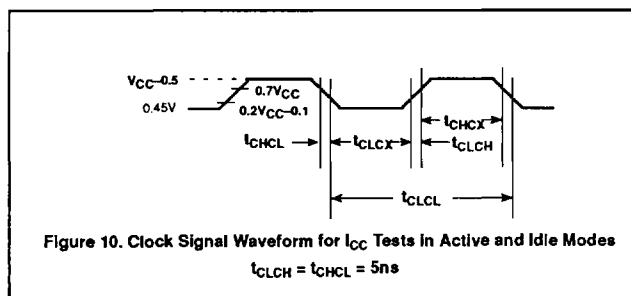 VCC–0.5
0.7VCC
0.45V
0.2VCC–0.1
tCHCX
tCHCL
tCLCX
tCLCH
tCLCL
Figure 10. Clock Signal Waveform for ICC Tests in Active and Idle Modes
tCLCH = tCHCL = 5ns